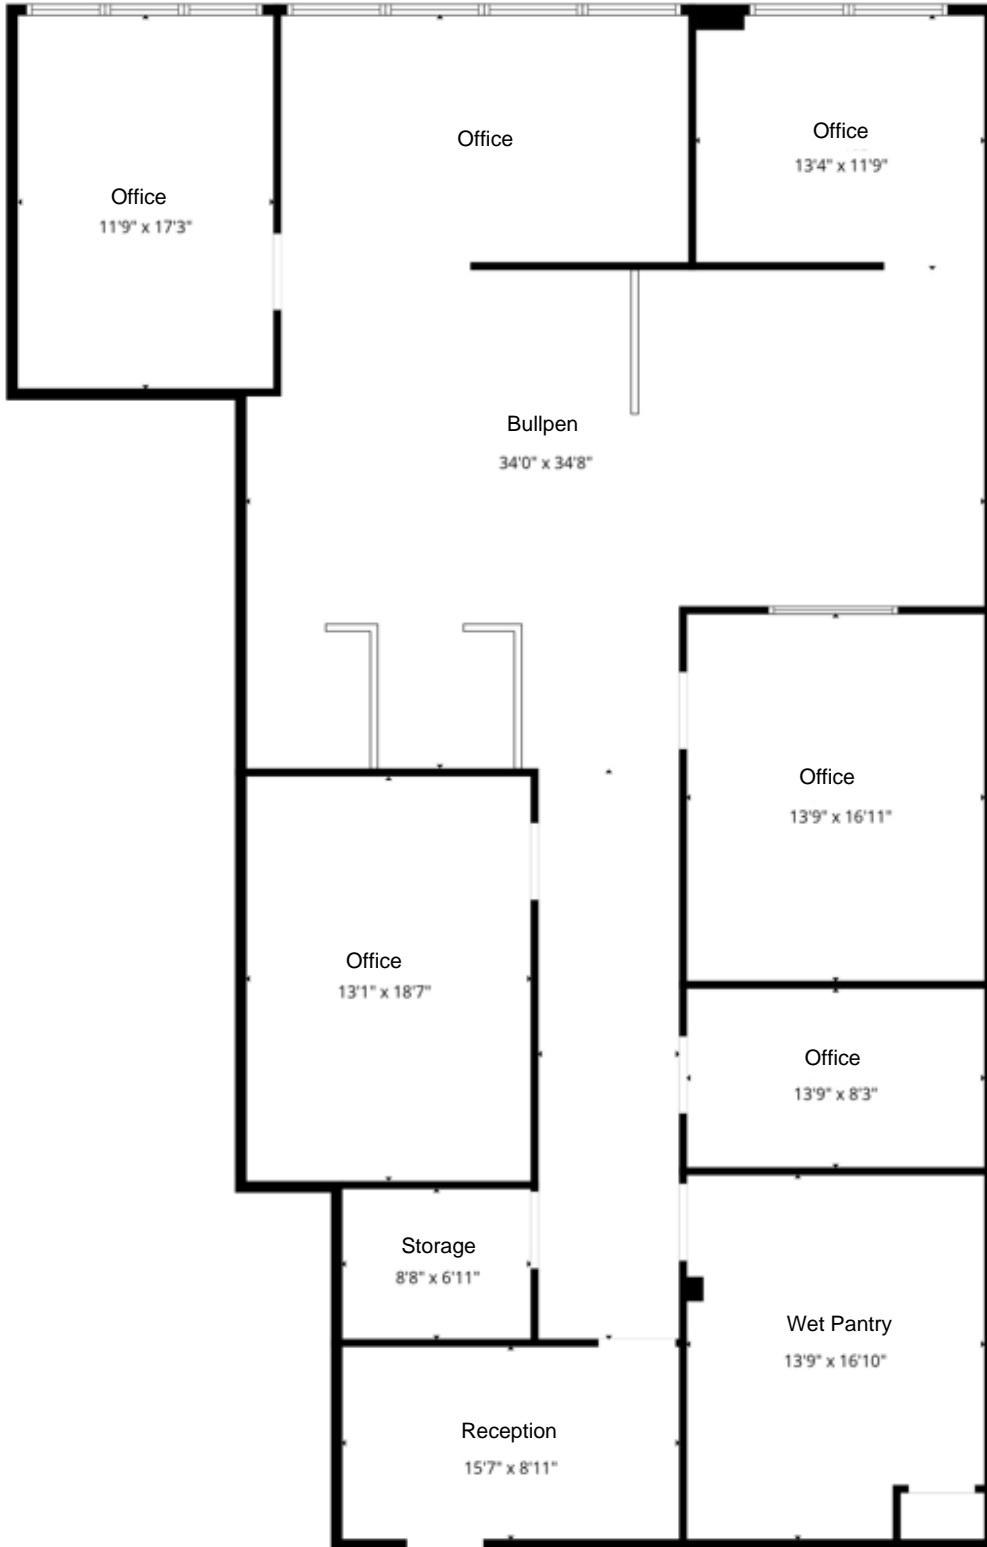 Office
Office
13'4" x 11'9"
Office
11'9" x 17'3"
Bullpen
34'0" x 34'8"
Office
13'9" x 16'11"
Office
13'1" x 18'7"
Office
13'9" x 8'3"
Storage
8'8" x 6'11"
Wet Pantry
13'9" x 16'10"
Reception
15'7" x 8'11"